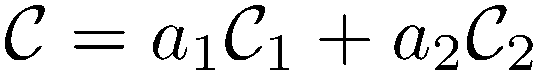 𝒞 = a₁𝒞₁ + a₂𝒞₂